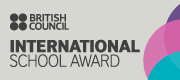 BRITISH
COUNCIL
INTERNATIONAL
SCHOOL AWARD